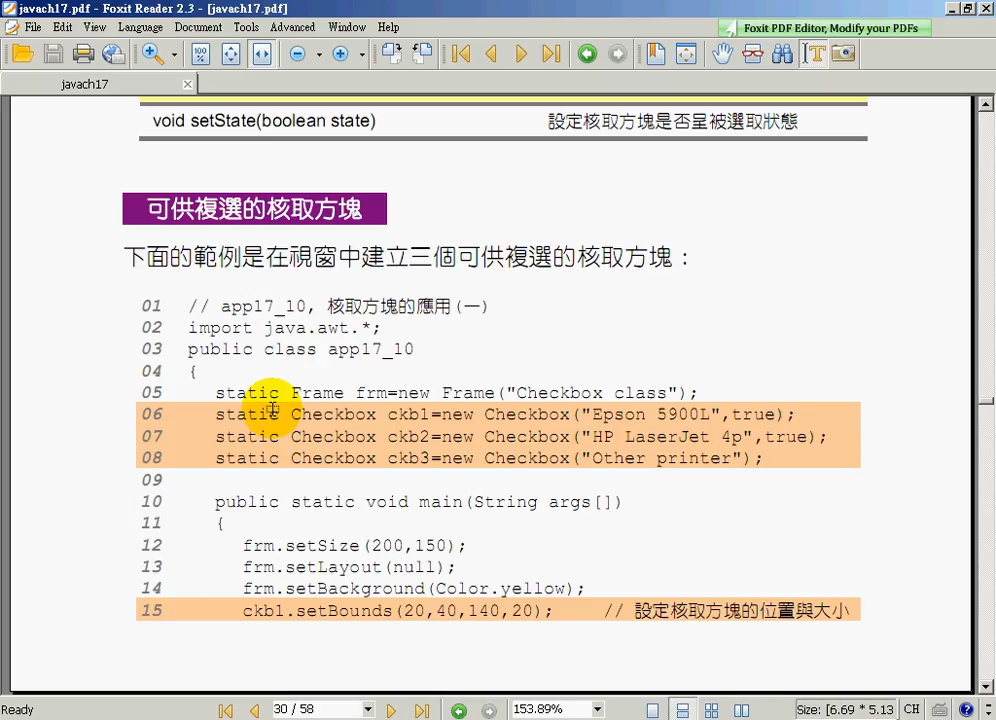 javach17.pdf - Foxit Reader 2.3 - [javach17.pdf]
File Edit View Language Document Tools Advanced Window Help
Foxit PDF Editor, Modify your PDFs
javach17
void setState(boolean state) 設定核取方塊是否呈被選取狀態
可供複選的核取方塊
下面的範例是在視窗中建立三個可供複選的核取方塊：
01 // app17_10, 核取方塊的應用(一)
02 import java.awt.*;
03 public class app17_10
04 {
05 static Frame frm=new Frame("Checkbox class");
06 static Checkbox ckb1=new Checkbox("Epson 5900L",true);
07 static Checkbox ckb2=new Checkbox("HP LaserJet 4p",true);
08 static Checkbox ckb3=new Checkbox("Other printer");
09
10 public static void main(String args[])
11 {
12 frm.setSize(200,150);
13 frm.setLayout(null);
14 frm.setBackground(Color.yellow);
15 ckb1.setBounds(20,40,140,20); // 設定核取方塊的位置與大小
Ready 30 / 58 153.89% Size: [6.69 * 5.13 CH